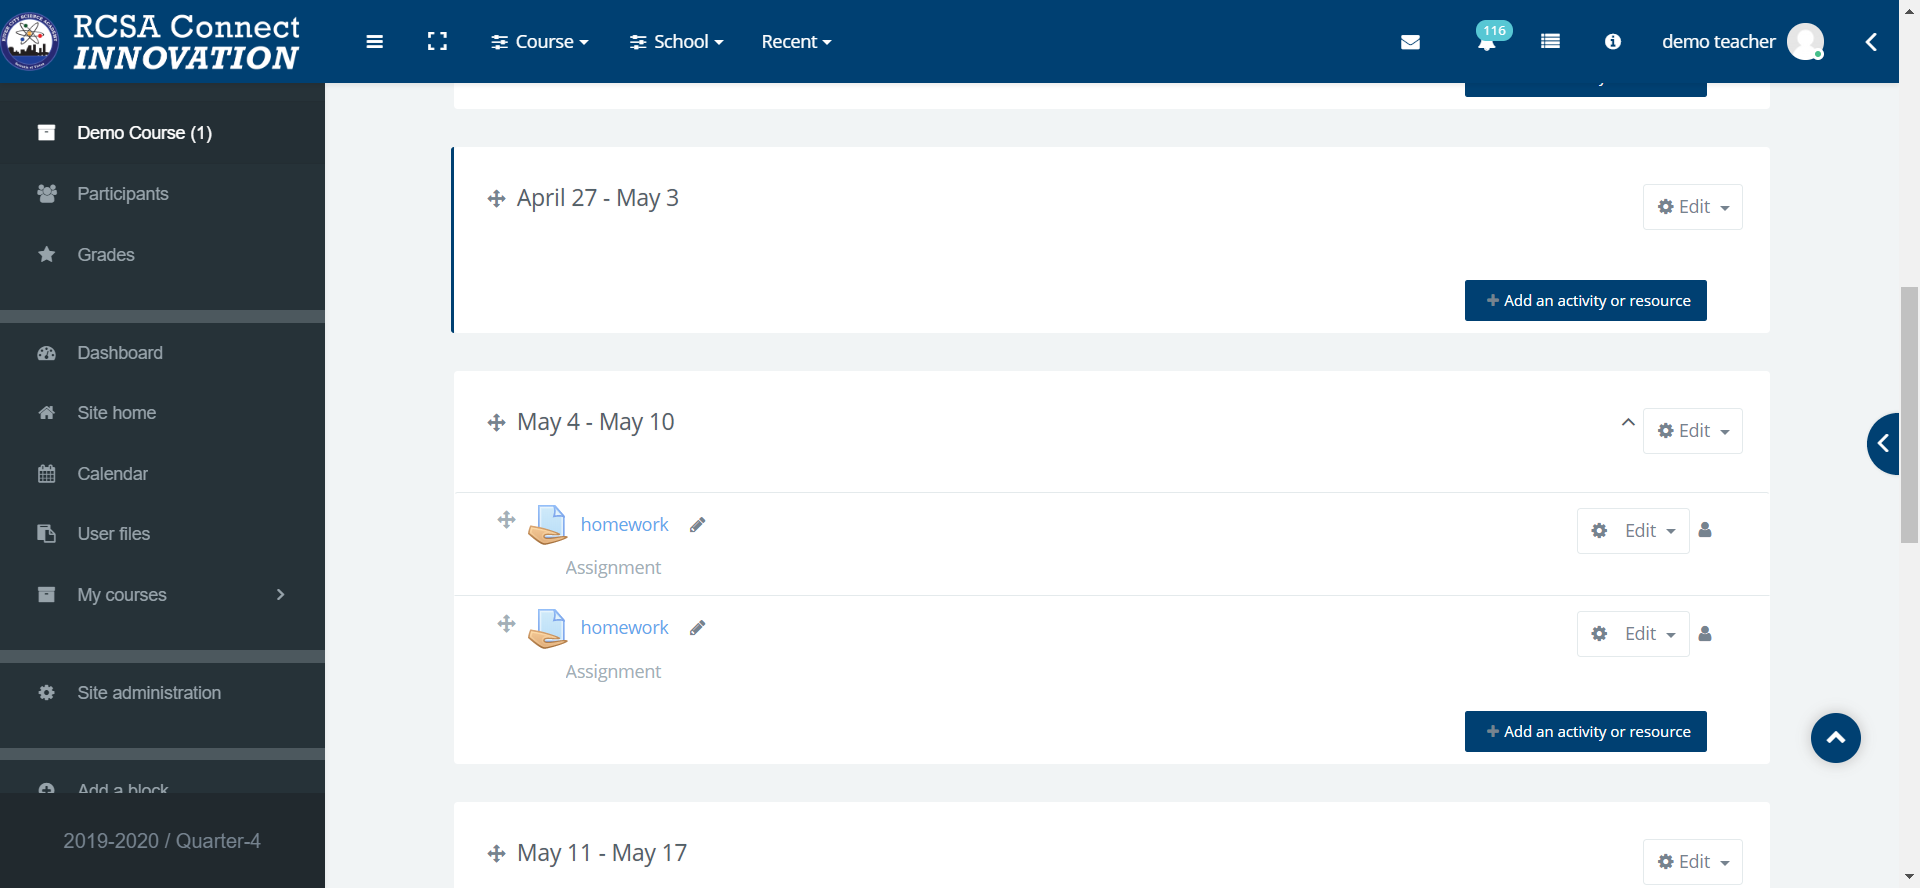 RCSA Connect
INNOVATION
Course
School
Recent
116
demo teacher
Demo Course (1)
Participants
Grades
Dashboard
Site home
Calendar
User files
My courses
Site administration
Add a block
2019-2020 / Quarter-4
April 27 - May 3
Edit
Add an activity or resource
May 4 - May 10
Edit
homework
Edit
Assignment
homework
Edit
Assignment
Add an activity or resource
May 11 - May 17
Edit